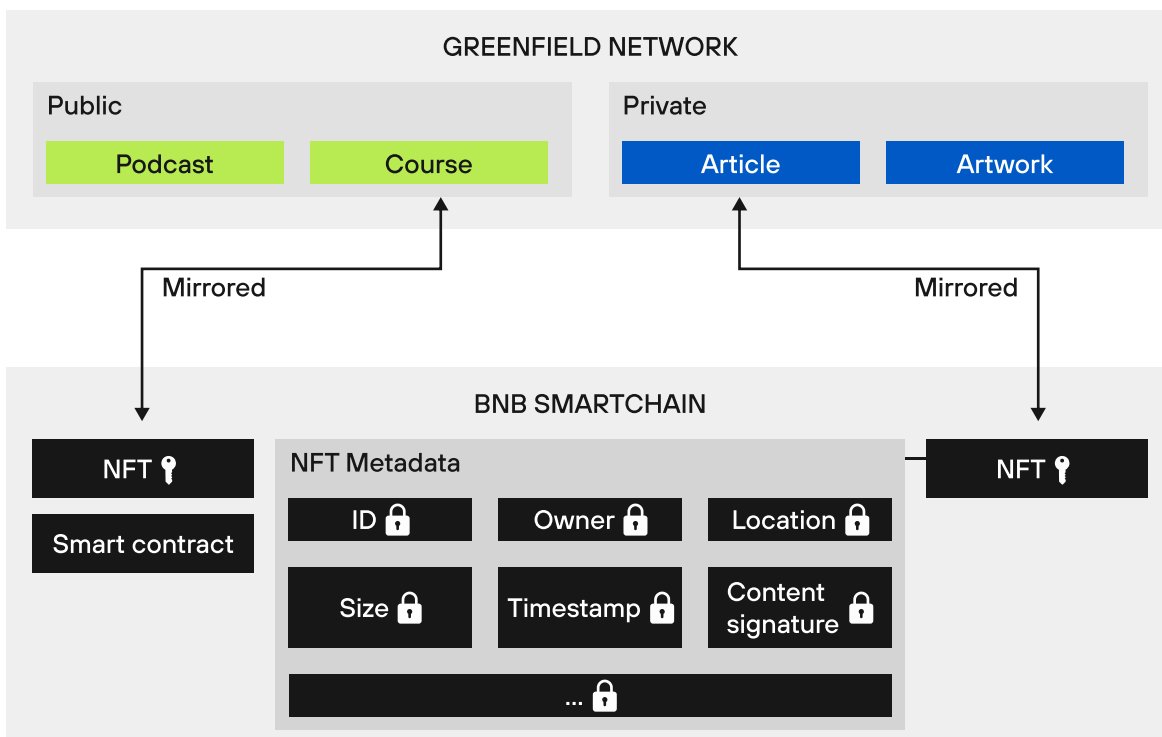 GREENFIELD NETWORK
Public
Podcast
Course
Private
Article
Artwork
Mirrored
Mirrored
BNB SMARTCHAIN
NFT
Smart contract
NFT Metadata
ID
Owner
Location
Size
Timestamp
Content
signature
...
NFT